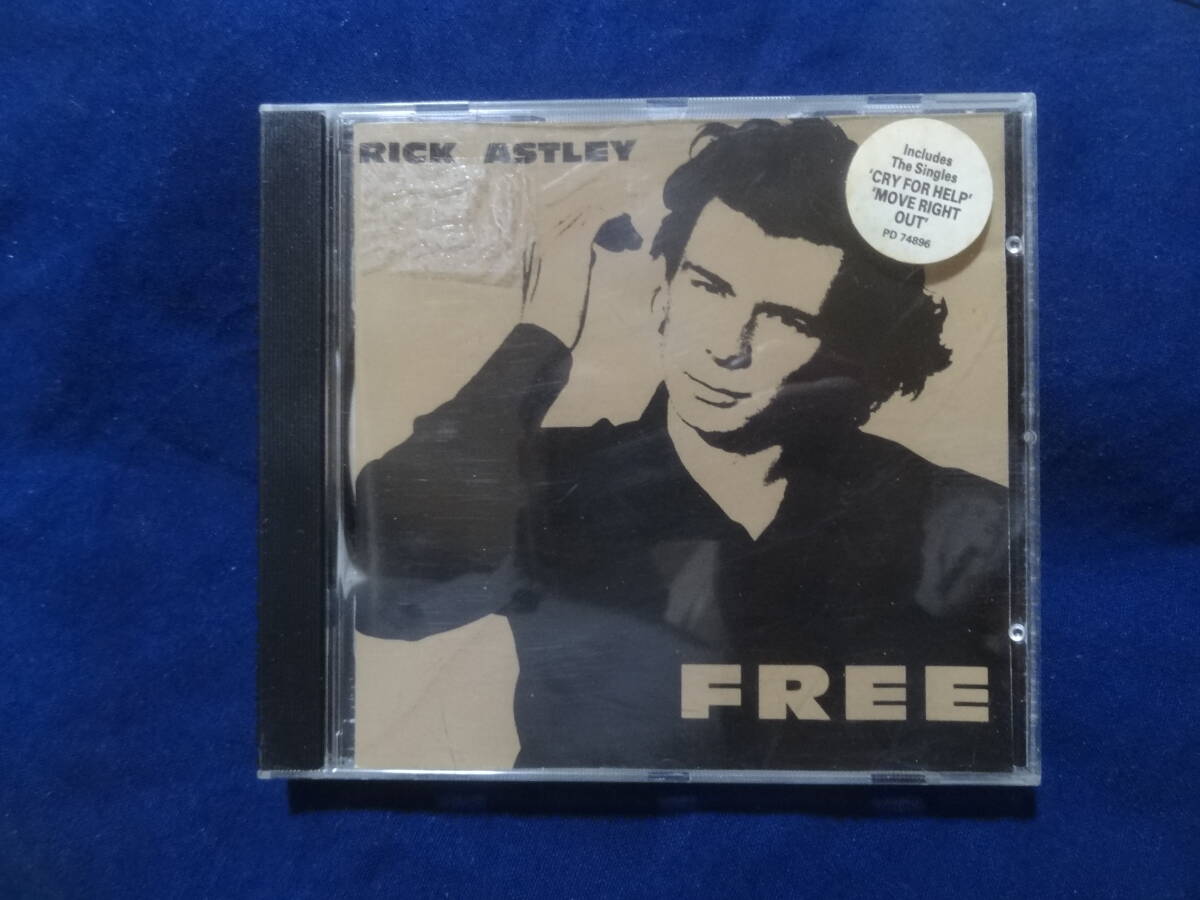 RICK ASTLEY
Includes
The Singles
'CRY FOR HELP'
'MOVE RIGHT
OUT'
PD 74896
FREE